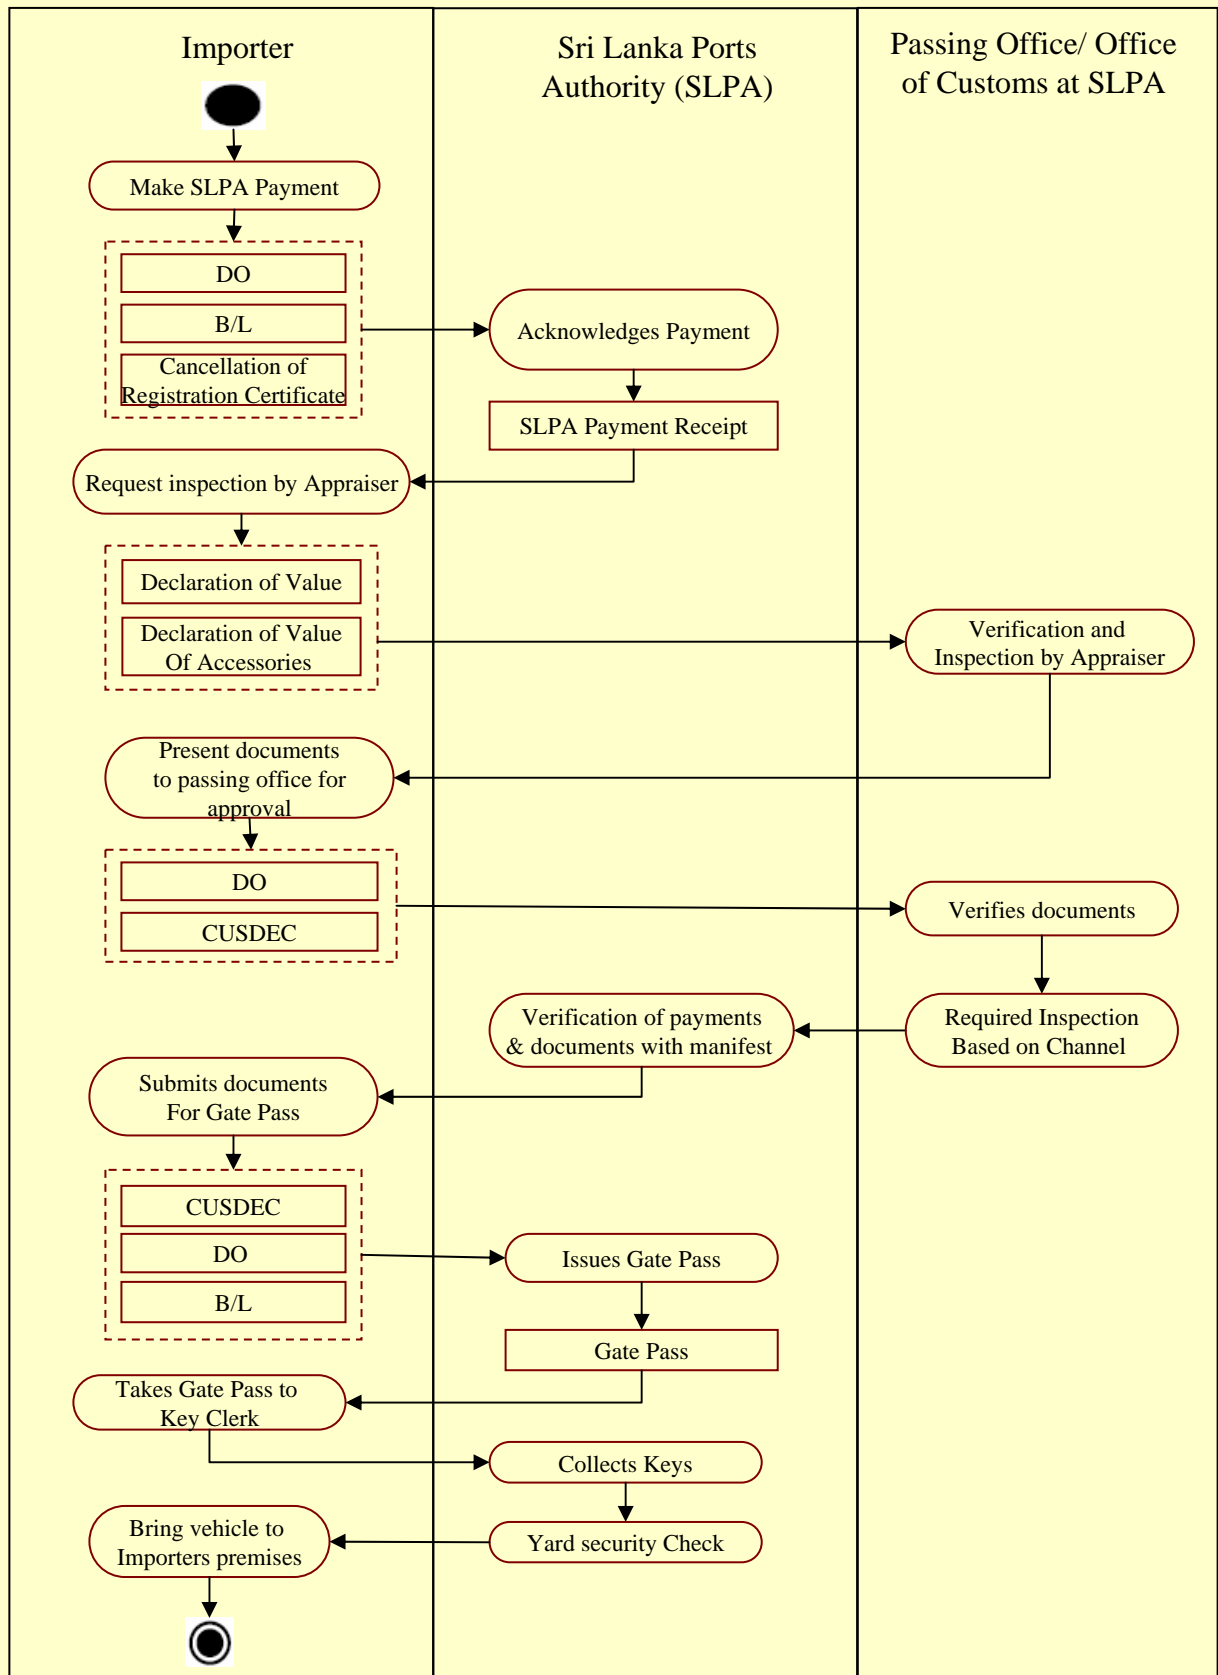 Importer
Sri Lanka Ports
Authority (SLPA)
Passing Office/ Office
of Customs at SLPA
Make SLPA Payment
DO
B/L
Cancellation of
Registration Certificate
Acknowledges Payment
SLPA Payment Receipt
Request inspection by Appraiser
Declaration of Value
Declaration of Value
Of Accessories
Verification and
Inspection by Appraiser
Present documents
to passing office for
approval
DO
CUSDEC
Verifies documents
Required Inspection
Based on Channel
Verification of payments
& documents with manifest
Submits documents
For Gate Pass
CUSDEC
DO
B/L
Issues Gate Pass
Gate Pass
Takes Gate Pass to
Key Clerk
Collects Keys
Yard security Check
Bring vehicle to
Importers premises